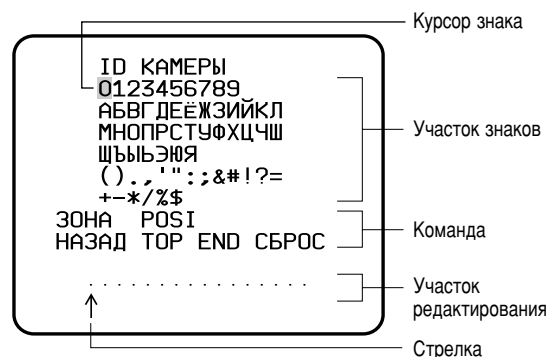 Курсор знака
ID КАМЕРЫ
0123456789
АБВГДЕЁЖЗИЙКЛ
МНОПРСТУФХЦЧШ
ЩЪЫЬЭЮЯ
().,'":;&#!?=
+-*/%$
Участок знаков
ЗОНА POSI
НАЗАД TOP END СБРОС
Команда
................
Участок
редактирования
Стрелка